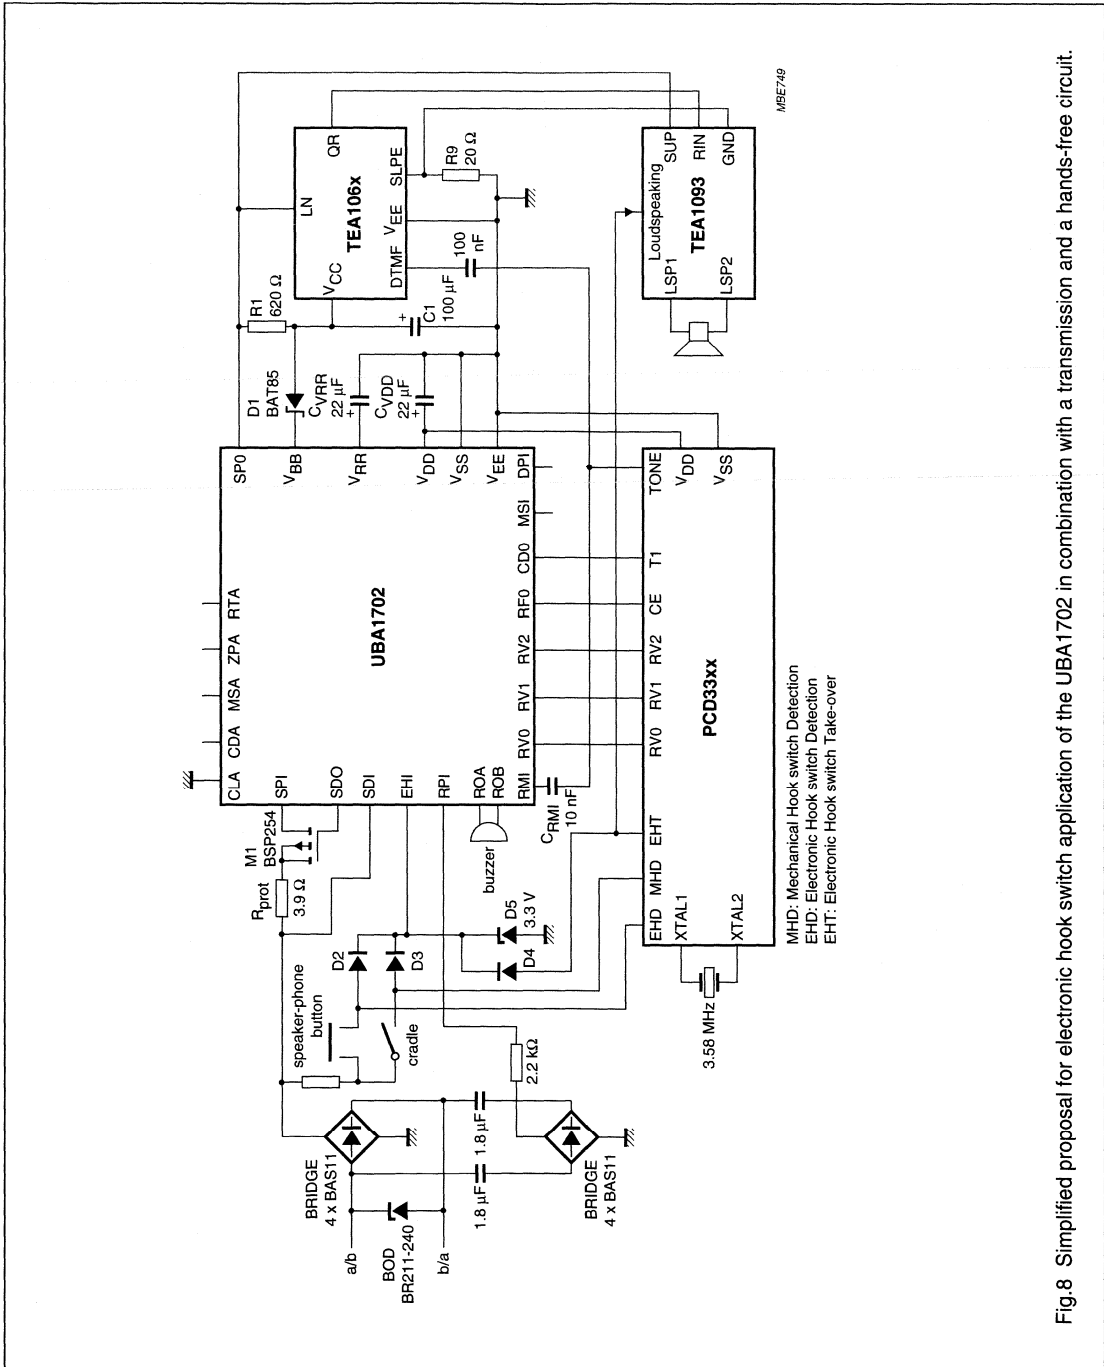 SP0
VBB
VRR
VDD
VSS
VEE
CLA
CDA
MSA
ZPA
RTA
SPI
SDO
SDI
EHI
RPI
ROA
ROB
RMI
RV0
RV1
RV2
RF0
CD0
MSI
DPI
UBA1702
M1
BSP254
Rprot
3.9 Ω
speaker-phone
button
cradle
D2
D3
D4
D5
3.3 V
buzzer
CRMI
10 nF
2.2 kΩ
BRIDGE
4 x BAS11
a/b
BOD
BR211-240
b/a
1.8 μF
1.8 μF
BRIDGE
4 x BAS11
R1
620 Ω
D1
BAT85
CVRR
22 μF
+
CVDD
22 μF
+
C1
100 μF
+
LN
QR
VCC
TEA106x
DTMF
VEE
SLPE
100
nF
R9
20 Ω
Loudspeaking
SUP
RIN
GND
TEA1093
LSP1
LSP2
EHD
MHD
EHT
RV0
RV1
RV2
CE
T1
TONE
VDD
VSS
XTAL1
XTAL2
PCD33xx
3.58 MHz
MHD: Mechanical Hook switch Detection
EHD: Electronic Hook switch Detection
EHT: Electronic Hook switch Take-over
MBE749
Fig.8 Simplified proposal for electronic hook switch application of the UBA1702 in combination with a transmission and a hands-free circuit.